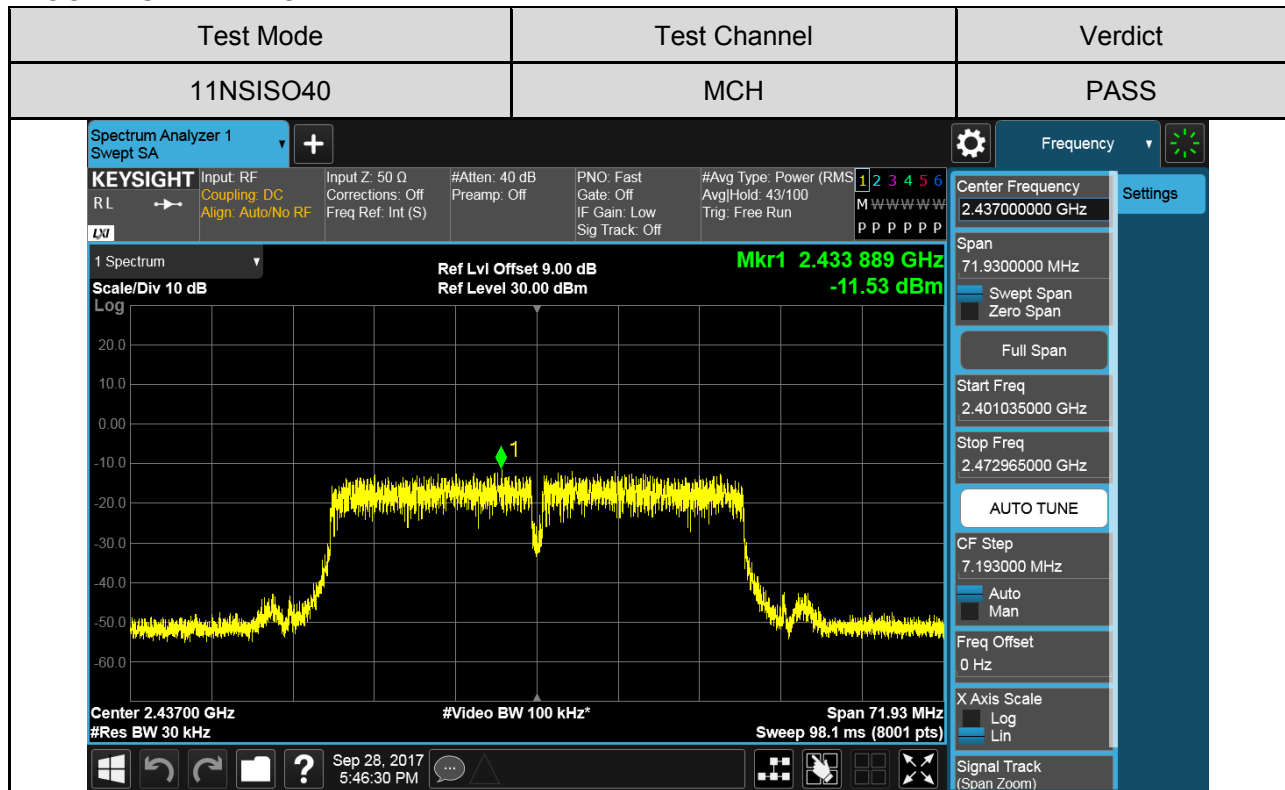 Test Mode Test Channel Verdict
11NSISO40 MCH PASS
Spectrum Analyzer 1
Swept SA
Frequency
KEYSIGHT
RL
LXI
Input: RF
Coupling: DC
Align: Auto/No RF
Input Z: 50 Ω
Corrections: Off
Freq Ref: Int (S)
#Atten: 40 dB
Preamp: Off
PNO: Fast
Gate: Off
IF Gain: Low
Sig Track: Off
#Avg Type: Power (RMS
Avg|Hold: 43/100
Trig: Free Run
1 2 3 4 5 6
M W W W W W
P P P P P P
1 Spectrum
Scale/Div 10 dB
Ref Lvl Offset 9.00 dB
Ref Level 30.00 dBm
Mkr1 2.433 889 GHz
-11.53 dBm
Log
20.0
10.0
0.00
-10.0
-20.0
-30.0
-40.0
-50.0
-60.0
1
Center 2.43700 GHz
#Res BW 30 kHz
#Video BW 100 kHz*
Span 71.93 MHz
Sweep 98.1 ms (8001 pts)
?
Sep 28, 2017
5:46:30 PM
Center Frequency
2.437000000 GHz
Settings
Span
71.9300000 MHz
Swept Span
Zero Span
Full Span
Start Freq
2.401035000 GHz
Stop Freq
2.472965000 GHz
AUTO TUNE
CF Step
7.193000 MHz
Auto
Man
Freq Offset
0 Hz
X Axis Scale
Log
Lin
Signal Track
(Span Zoom)